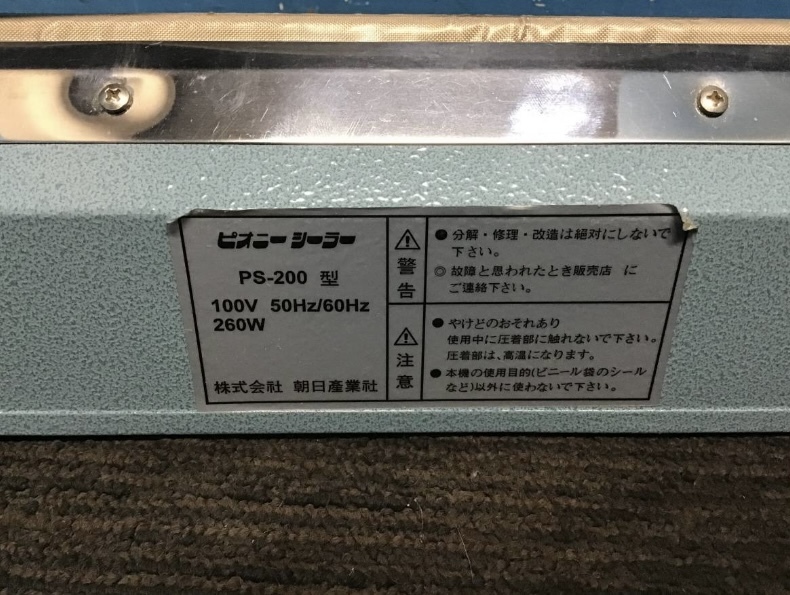 ピオニー シーラー
PS-200 型
100V 50Hz/60Hz
260W
株式会社 朝日産業社
警告
● 分解・修理・改造は絶対にしないで
下さい。
◎ 故障と思われたとき販売店 に
ご連絡下さい。
注意
● やけどのおそれあり
使用中に圧着部に触れないで下さい。
圧着部は、高温になります。
● 本機の使用目的(ビニール袋のシール
など)以外に使わないで下さい。